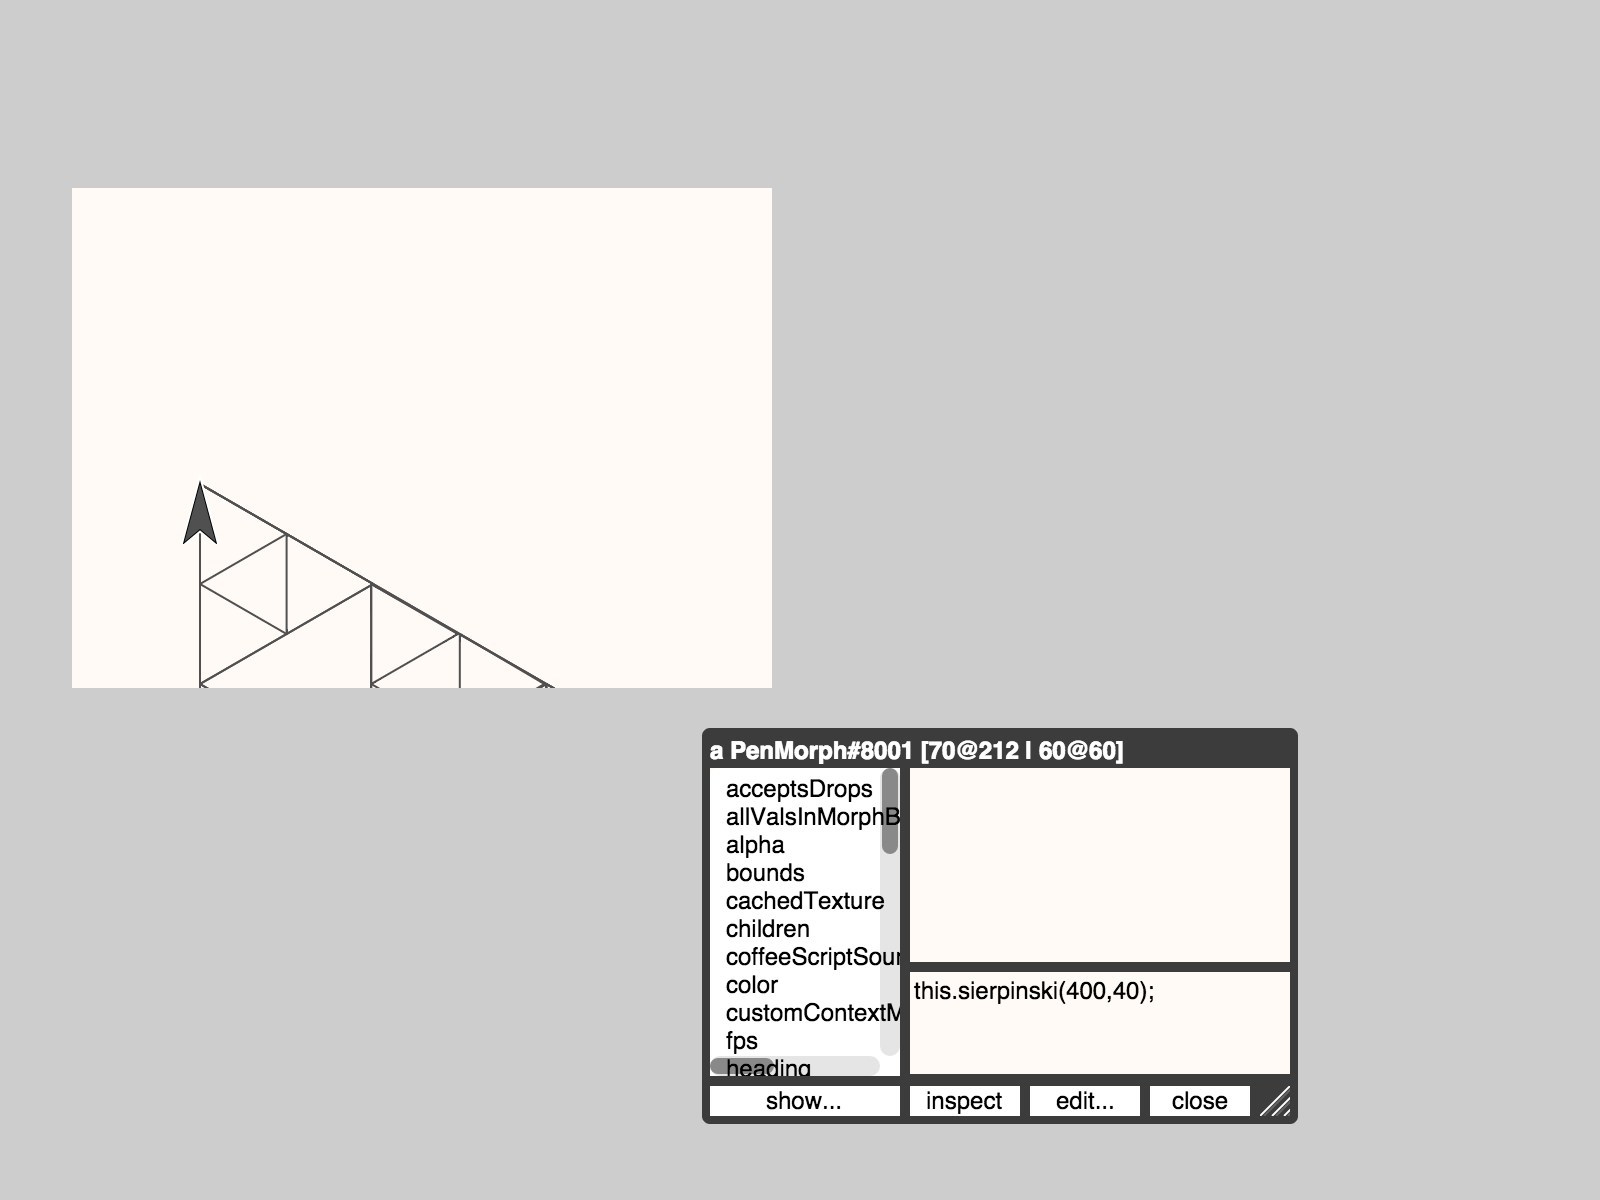 a PenMorph#8001 [70@212 | 60@60]
acceptsDrops
allValsInMorphB
alpha
bounds
cachedTexture
children
coffeeScriptSour
color
customContextM
fps
heading
this.sierpinski(400,40);
show...
inspect
edit...
close